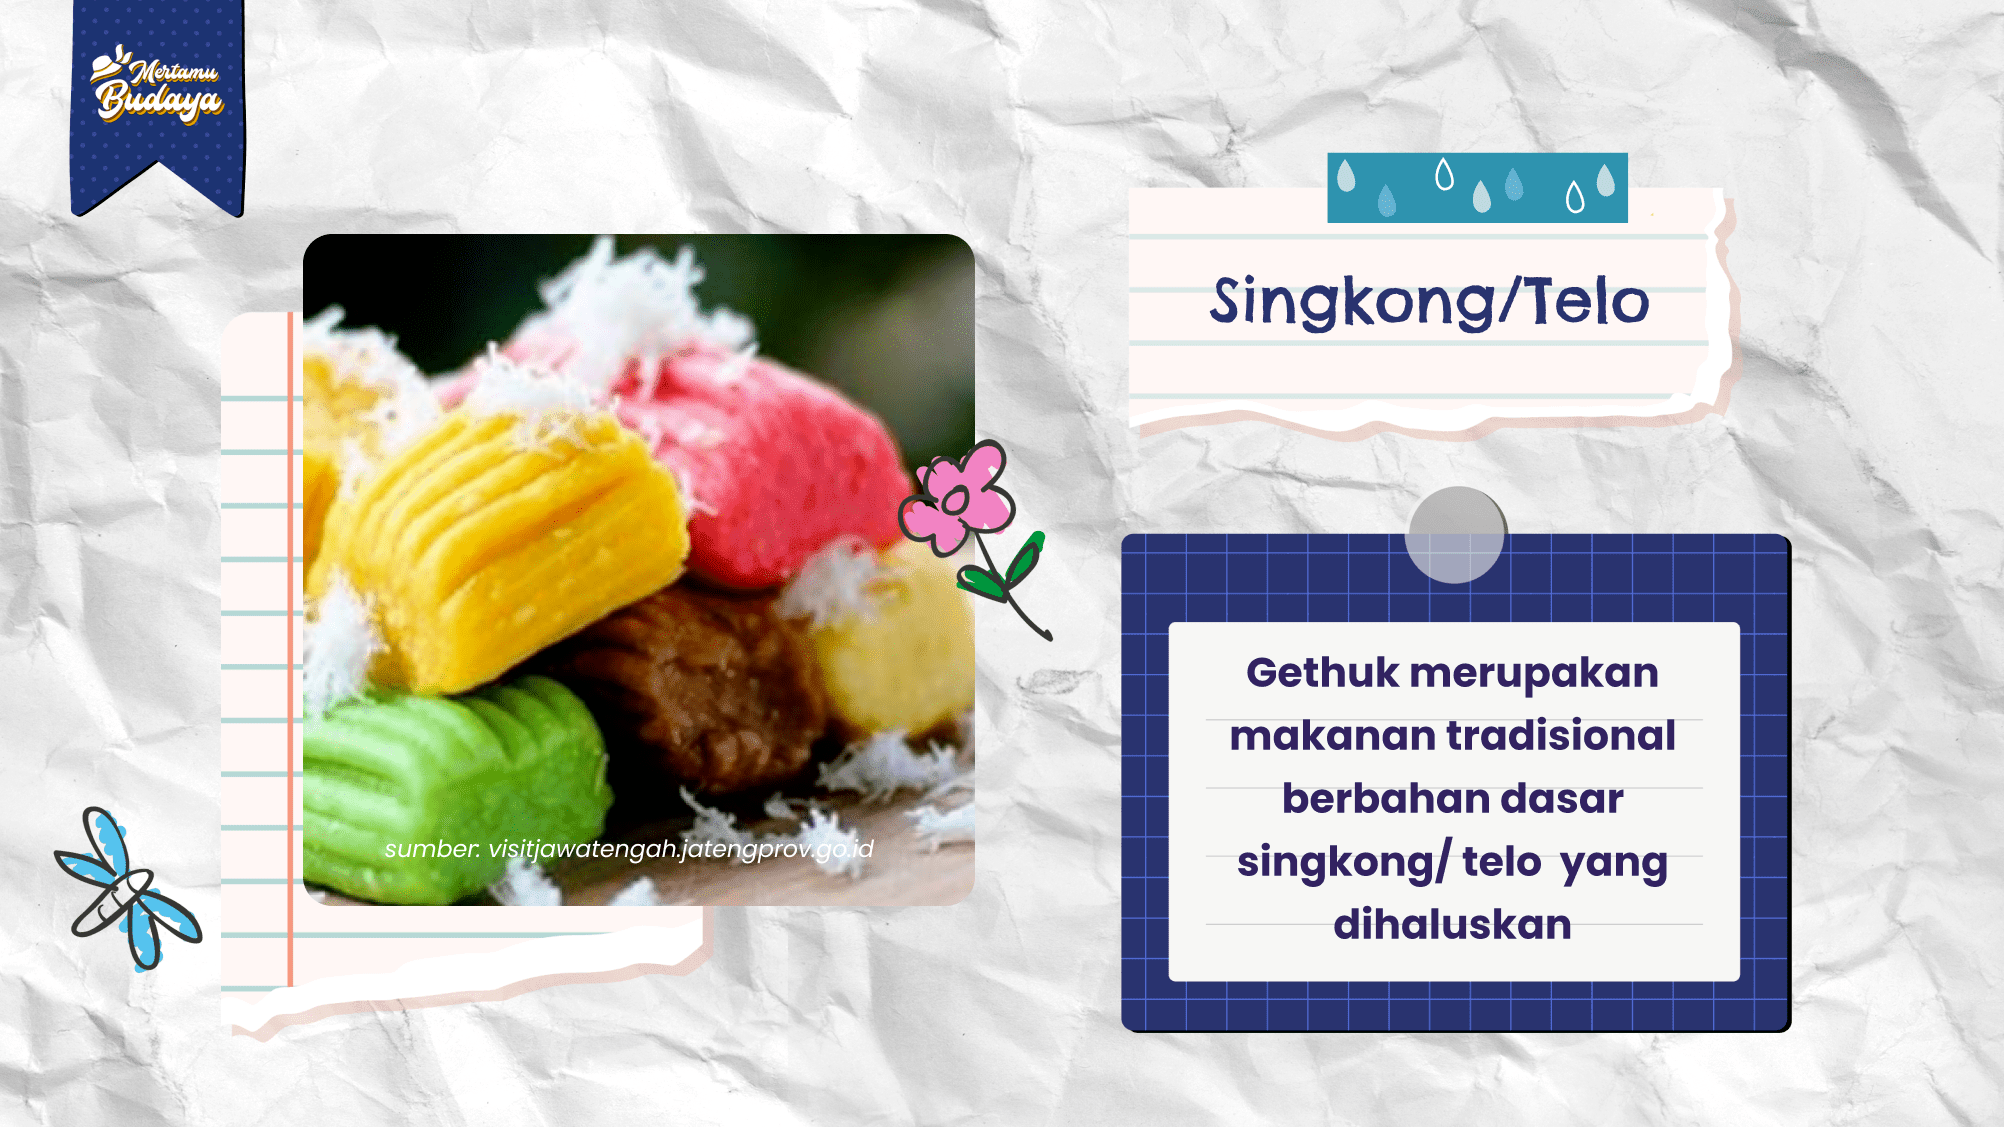 Mertamu
Budaya
Singkong/Telo
sumber: visitjawatengah.jatengprov.go.id
Gethuk merupakan
makanan tradisional
berbahan dasar
singkong/ telo  yang
dihaluskan